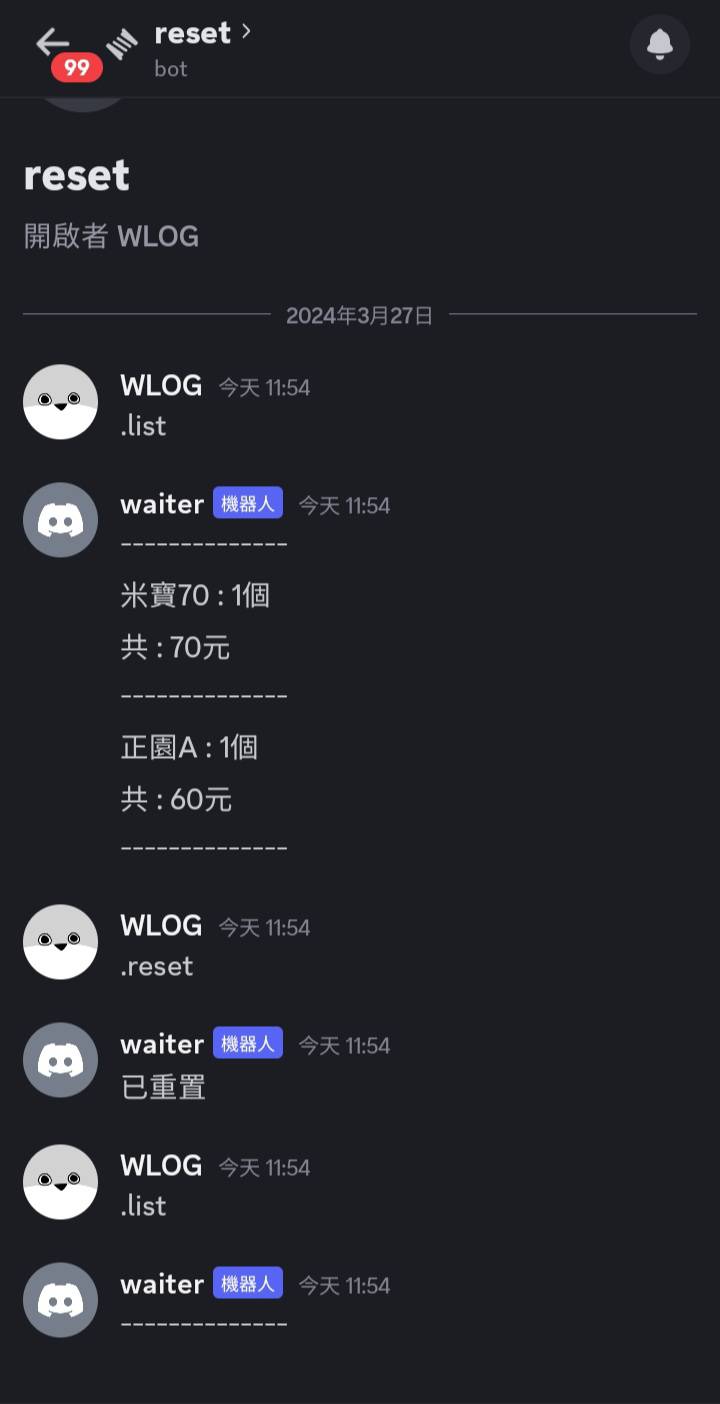 reset
99
bot
reset
開啟者 WLOG
2024年3月27日
WLOG 今天 11:54
.list
waiter 機器人 今天 11:54
--------------
米寶70 : 1個
共 : 70元
--------------
正園A : 1個
共 : 60元
--------------
WLOG 今天 11:54
.reset
waiter 機器人 今天 11:54
已重置
WLOG 今天 11:54
.list
waiter 機器人 今天 11:54
--------------